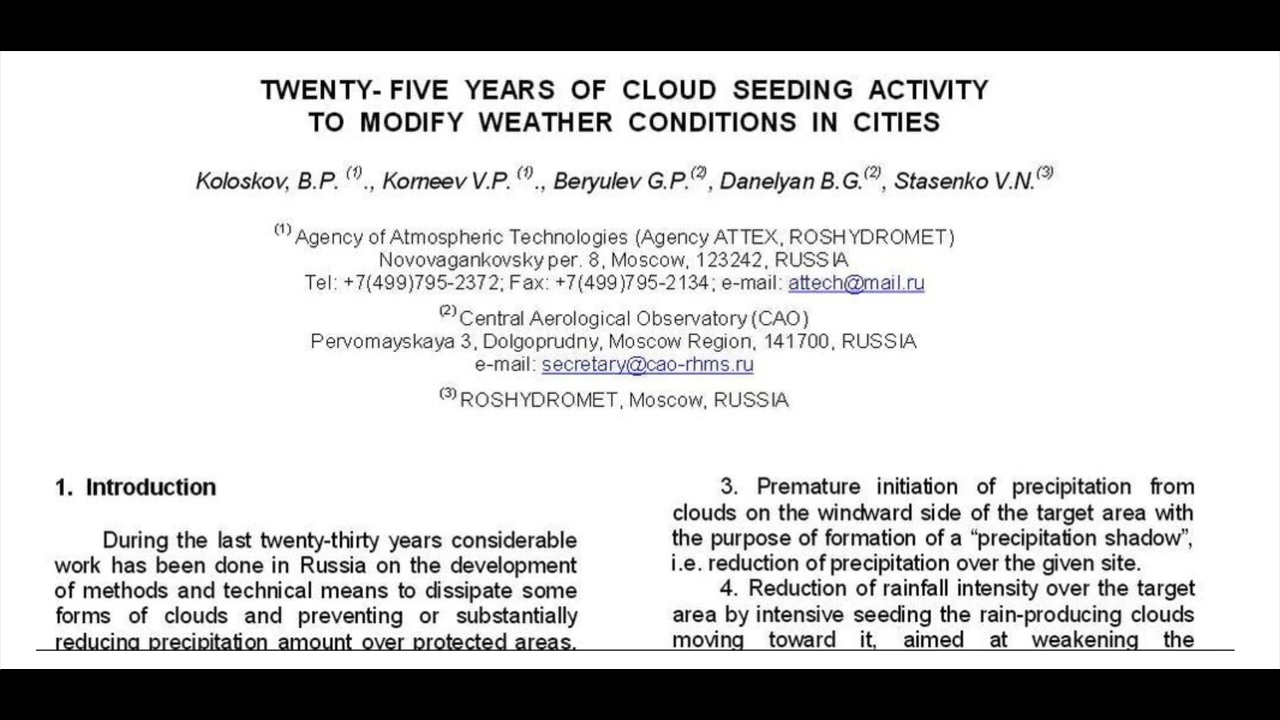 TWENTY- FIVE YEARS OF CLOUD SEEDING ACTIVITY
TO MODIFY WEATHER CONDITIONS IN CITIES
Koloskov, B.P. (1)., Korneev V.P. (1)., Beryulev G.P.(2), Danelyan B.G.(2), Stasenko V.N.(3)
(1) Agency of Atmospheric Technologies (Agency ATTEX, ROSHYDROMET)
Novovagankovsky per. 8, Moscow, 123242, RUSSIA
Tel: +7(499)795-2372; Fax: +7(499)795-2134; e-mail: attech@mail.ru
(2) Central Aerological Observatory (CAO)
Pervomayskaya 3, Dolgoprudny, Moscow Region, 141700, RUSSIA
e-mail: secretary@cao-rhms.ru
(3) ROSHYDROMET, Moscow, RUSSIA
1. Introduction
During the last twenty-thirty years considerable
work has been done in Russia on the development
of methods and technical means to dissipate some
forms of clouds and preventing or substantially
reducing precipitation amount over protected areas.
3. Premature initiation of precipitation from
clouds on the windward side of the target area with
the purpose of formation of a “precipitation shadow”,
i.e. reduction of precipitation over the given site.
4. Reduction of rainfall intensity over the target
area by intensive seeding the rain-producing clouds
moving toward it, aimed at weakening the